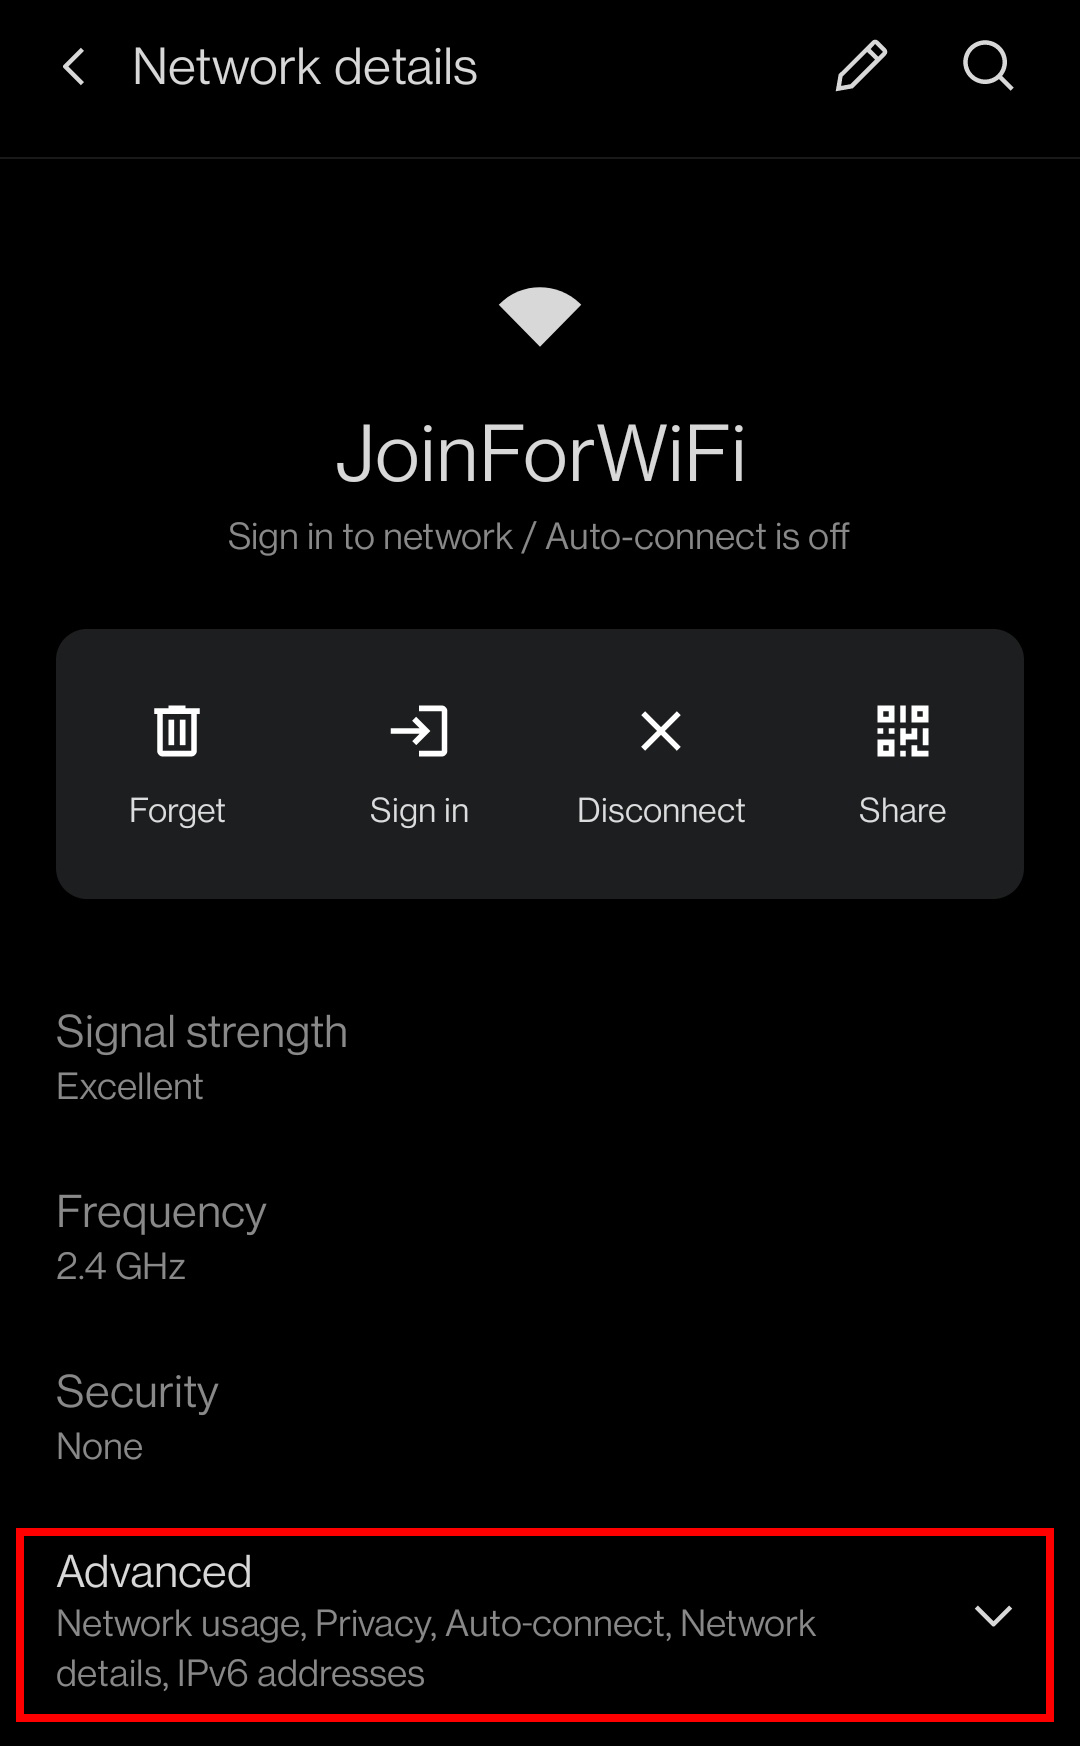 Network details
JoinForWiFi
Sign in to network / Auto-connect is off
Forget
Sign in
Disconnect
Share
Signal strength
Excellent
Frequency
2.4 GHz
Security
None
Advanced
Network usage, Privacy, Auto-connect, Network
details, IPv6 addresses